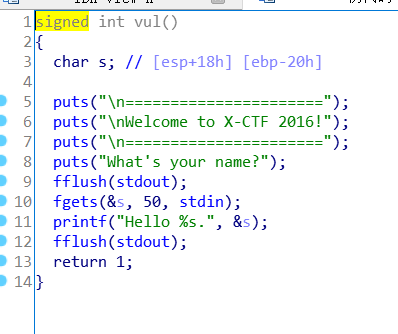 1 signed int vul()
2 {
3   char s; // [esp+18h] [ebp-20h]
4
5   puts("\n======================");
6   puts("\nWelcome to X-CTF 2016!");
7   puts("\n======================");
8   puts("What's your name?");
9   fflush(stdout);
10   fgets(&s, 50, stdin);
11   printf("Hello %s.", &s);
12   fflush(stdout);
13   return 1;
14 }